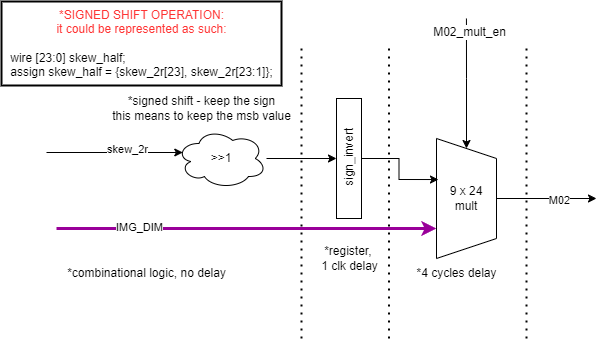 *SIGNED SHIFT OPERATION:
it could be represented as such:
wire [23:0] skew_half;
assign skew_half = {skew_2r[23], skew_2r[23:1]};
M02_mult_en
*signed shift - keep the sign
this means to keep the msb value
skew_2r
>>1
sign_invert
9 x 24
mult
M02
IMG_DIM
*register,
1 clk delay
*combinational logic, no delay
*4 cycles delay